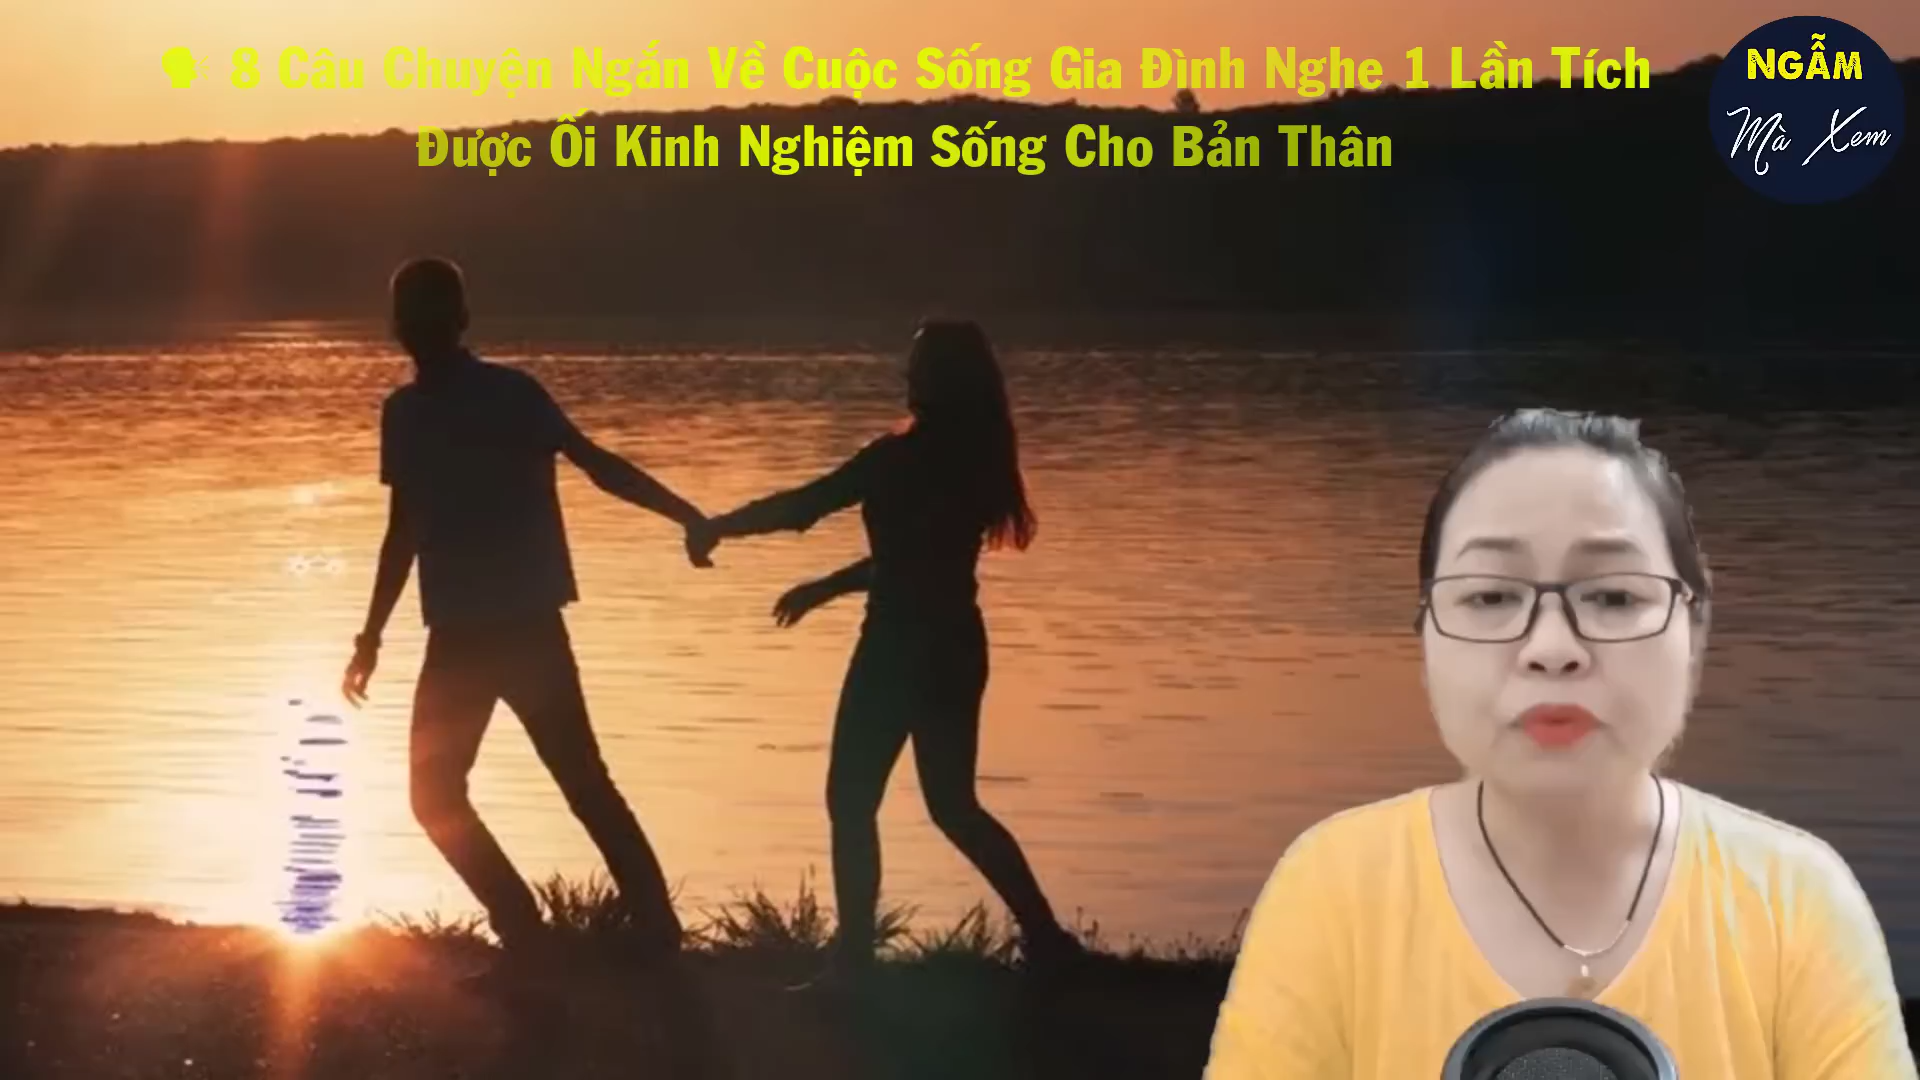 🗣 8 Câu Chuyện Ngắn Về Cuộc Sống Gia Đình Nghe 1 Lần Tích
Được Ối Kinh Nghiệm Sống Cho Bản Thân
NGẪM
Mà Xem